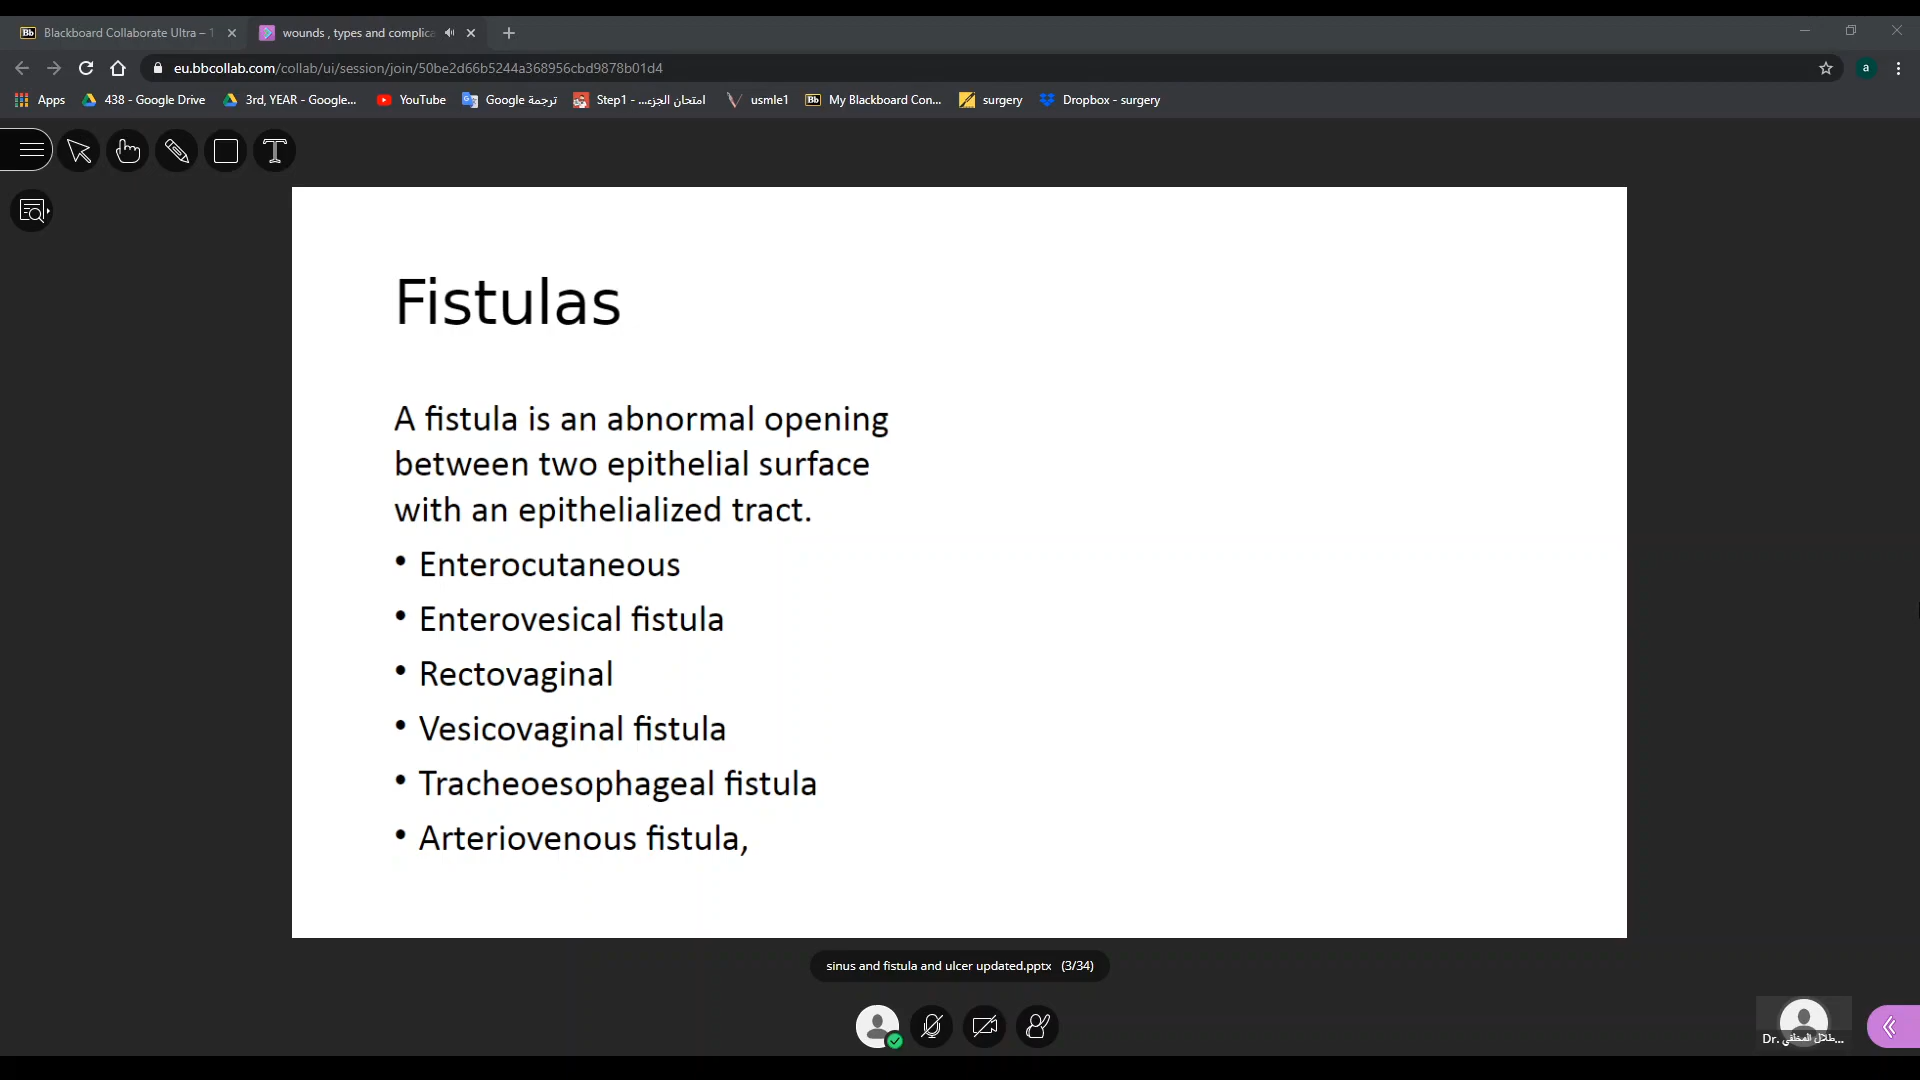 Blackboard Collaborate Ultra – 1
wounds , types and complica
eu.bbcollab.com/collab/ui/session/join/50be2d66b5244a368956cbd9878b01d4
a
Apps
438 - Google Drive
3rd, YEAR - Google...
YouTube
Google ترجمة
Step1 - ...امتحان الجزء
usmle1
Bb My Blackboard Con...
surgery
Dropbox - surgery
T
Fistulas
A fistula is an abnormal opening
between two epithelial surface
with an epithelialized tract.
• Enterocutaneous
• Enterovesical fistula
• Rectovaginal
• Vesicovaginal fistula
• Tracheoesophageal fistula
• Arteriovenous fistula,
sinus and fistula and ulcer updated.pptx (3/34)
Dr. طلال